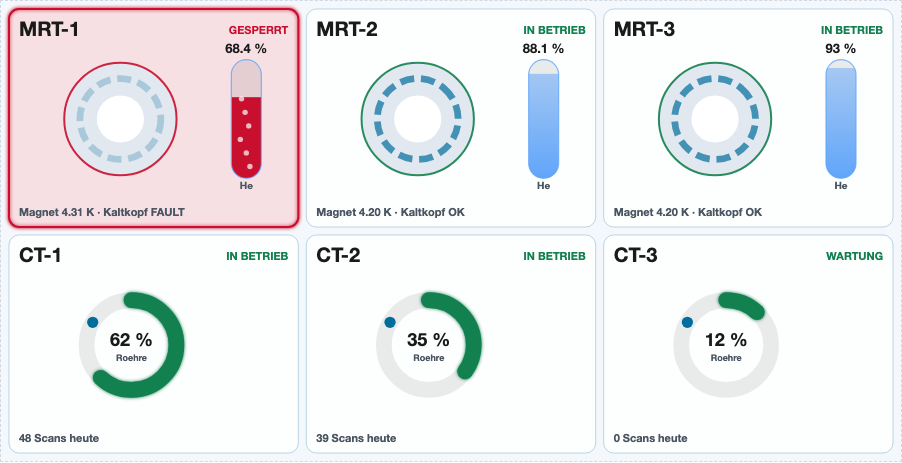 MRT-1
GESPERRT
68.4 %
He
Magnet 4.31 K · Kaltkopf FAULT
MRT-2
IN BETRIEB
88.1 %
He
Magnet 4.20 K · Kaltkopf OK
MRT-3
IN BETRIEB
93 %
He
Magnet 4.20 K · Kaltkopf OK
CT-1
IN BETRIEB
62 %
Roehre
48 Scans heute
CT-2
IN BETRIEB
35 %
Roehre
39 Scans heute
CT-3
WARTUNG
12 %
Roehre
0 Scans heute